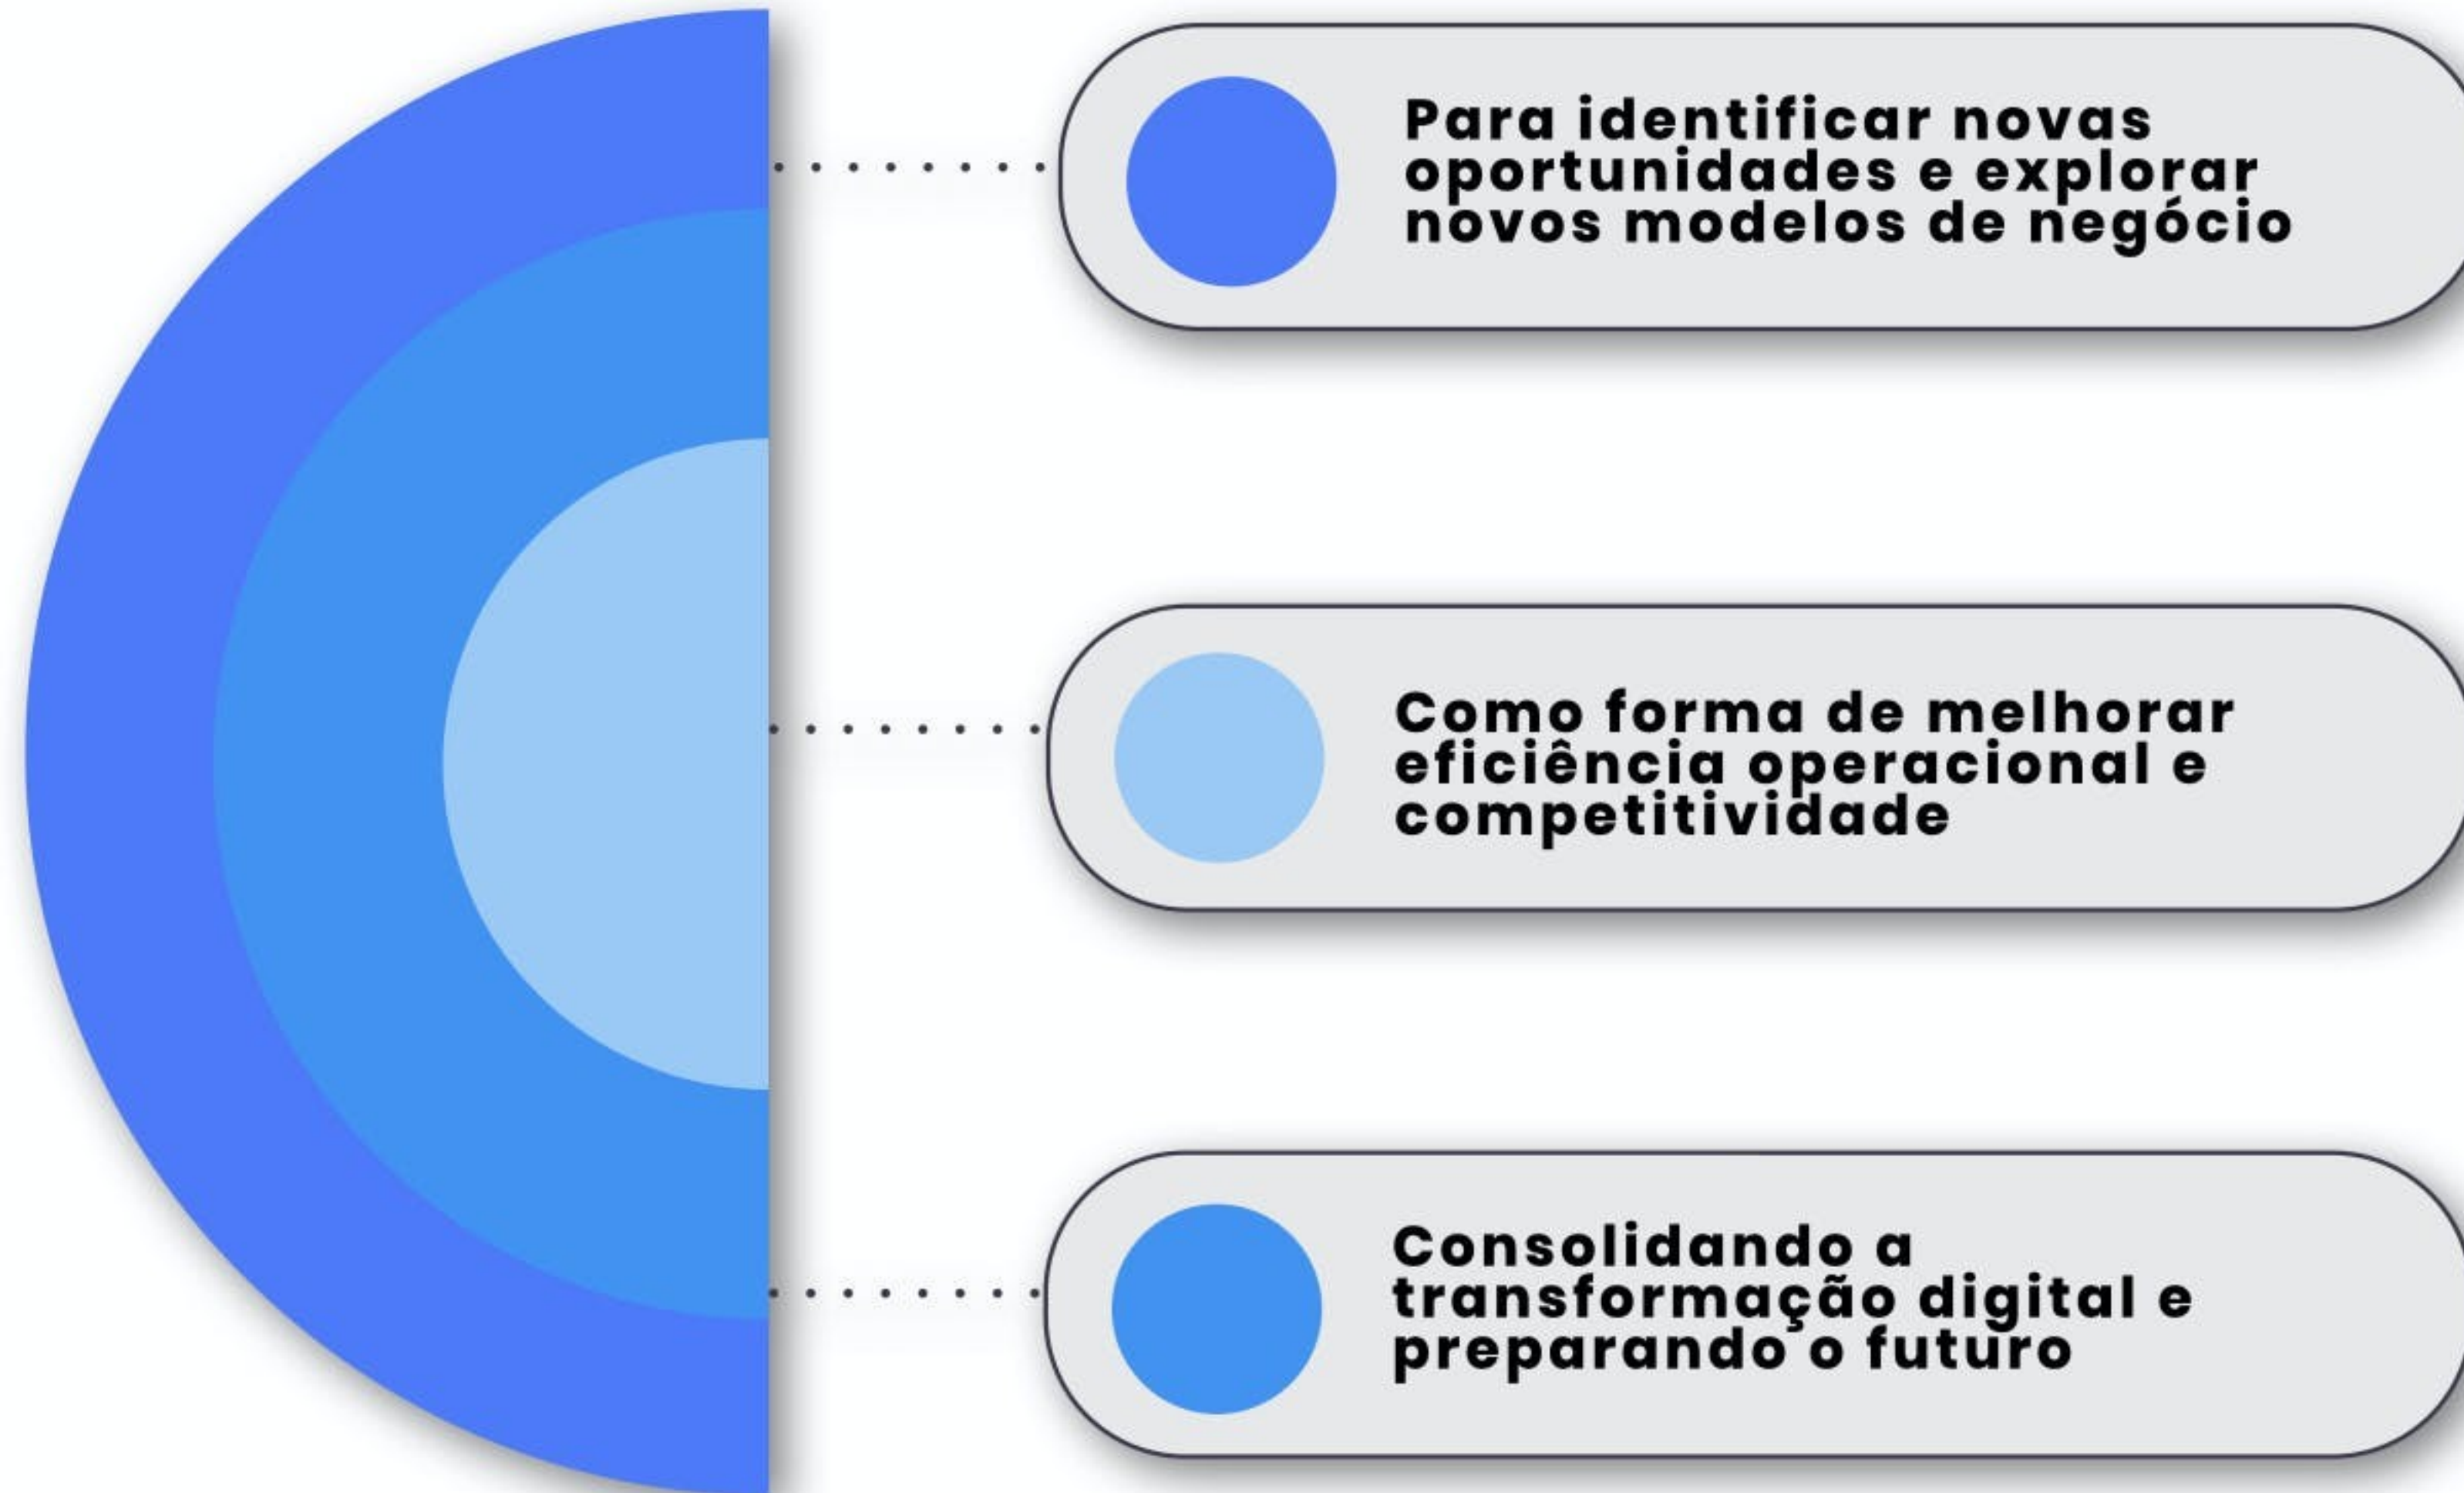 Para identificar novas
oportunidades e explorar
novos modelos de negócio
Como forma de melhorar
eficiência operacional e
competitividade
Consolidando a
transformação digital e
preparando o futuro